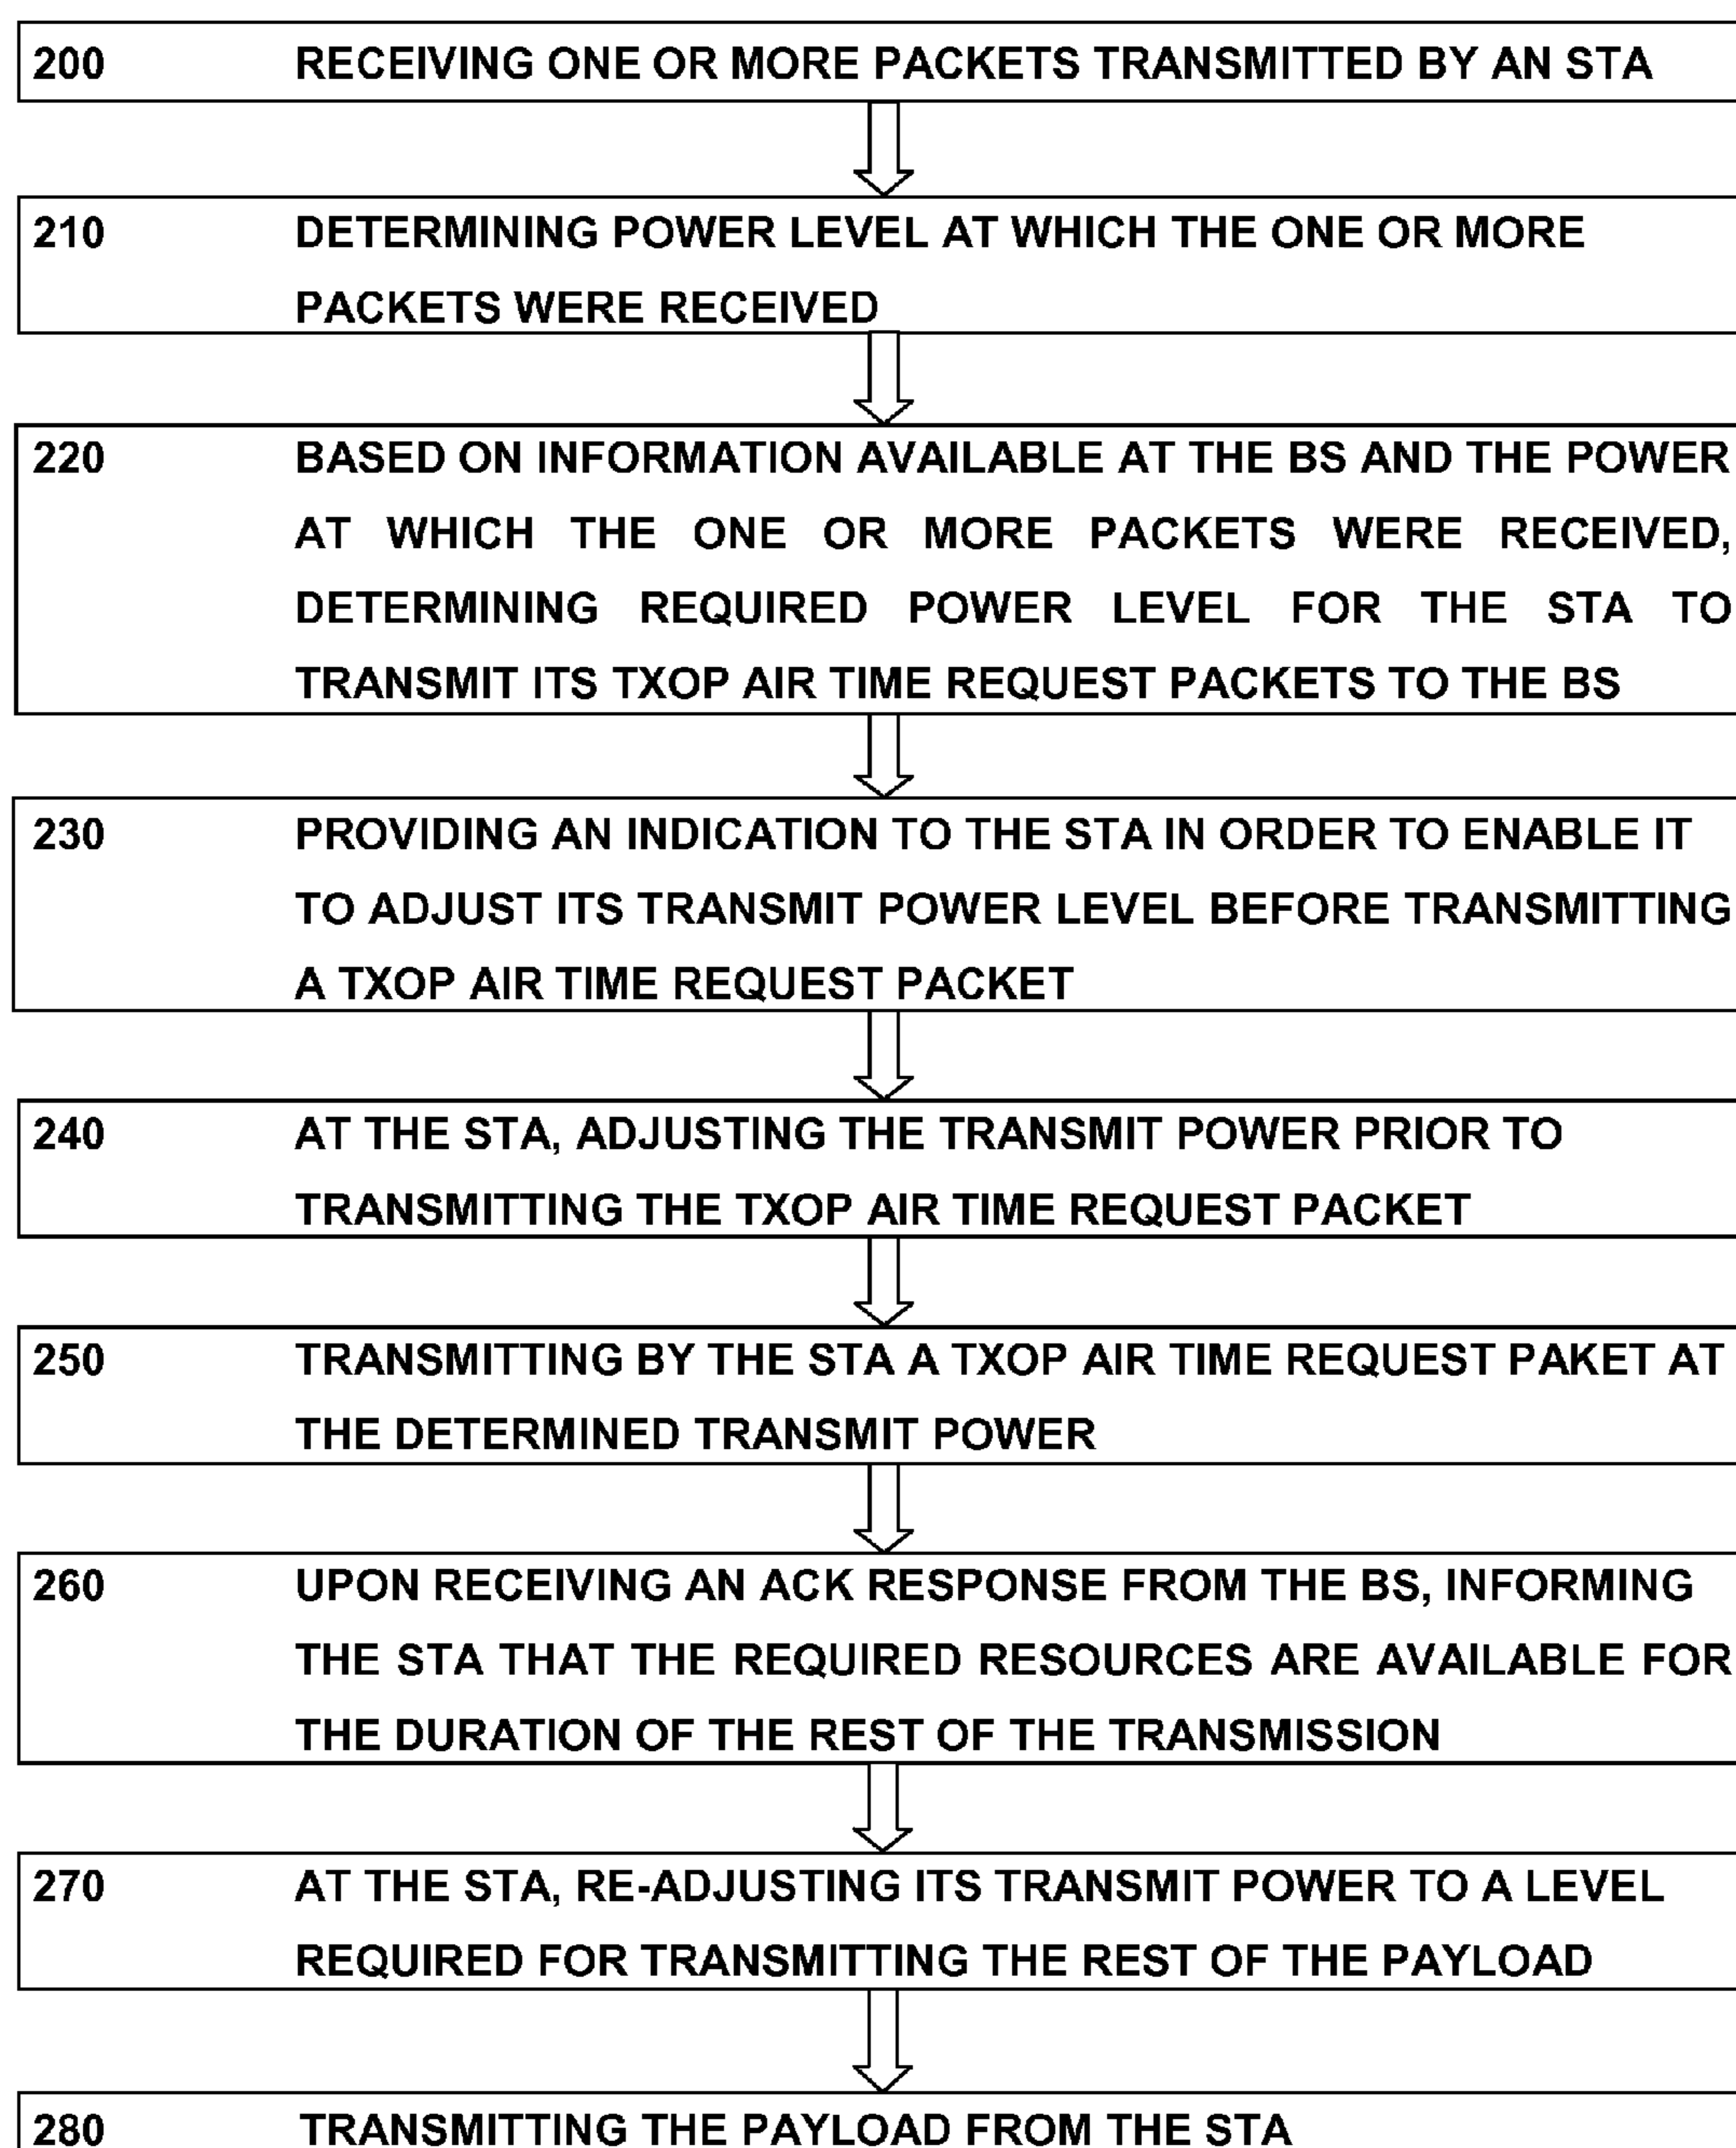 200 RECEIVING ONE OR MORE PACKETS TRANSMITTED BY AN STA
210 DETERMINING POWER LEVEL AT WHICH THE ONE OR MORE
PACKETS WERE RECEIVED
220 BASED ON INFORMATION AVAILABLE AT THE BS AND THE POWER
AT WHICH THE ONE OR MORE PACKETS WERE RECEIVED,
DETERMINING REQUIRED POWER LEVEL FOR THE STA TO
TRANSMIT ITS TXOP AIR TIME REQUEST PACKETS TO THE BS
230 PROVIDING AN INDICATION TO THE STA IN ORDER TO ENABLE IT
TO ADJUST ITS TRANSMIT POWER LEVEL BEFORE TRANSMITTING
A TXOP AIR TIME REQUEST PACKET
240 AT THE STA, ADJUSTING THE TRANSMIT POWER PRIOR TO
TRANSMITTING THE TXOP AIR TIME REQUEST PACKET
250 TRANSMITTING BY THE STA A TXOP AIR TIME REQUEST PAKET AT
THE DETERMINED TRANSMIT POWER
260 UPON RECEIVING AN ACK RESPONSE FROM THE BS, INFORMING
THE STA THAT THE REQUIRED RESOURCES ARE AVAILABLE FOR
THE DURATION OF THE REST OF THE TRANSMISSION
270 AT THE STA, RE-ADJUSTING ITS TRANSMIT POWER TO A LEVEL
REQUIRED FOR TRANSMITTING THE REST OF THE PAYLOAD
280 TRANSMITTING THE PAYLOAD FROM THE STA